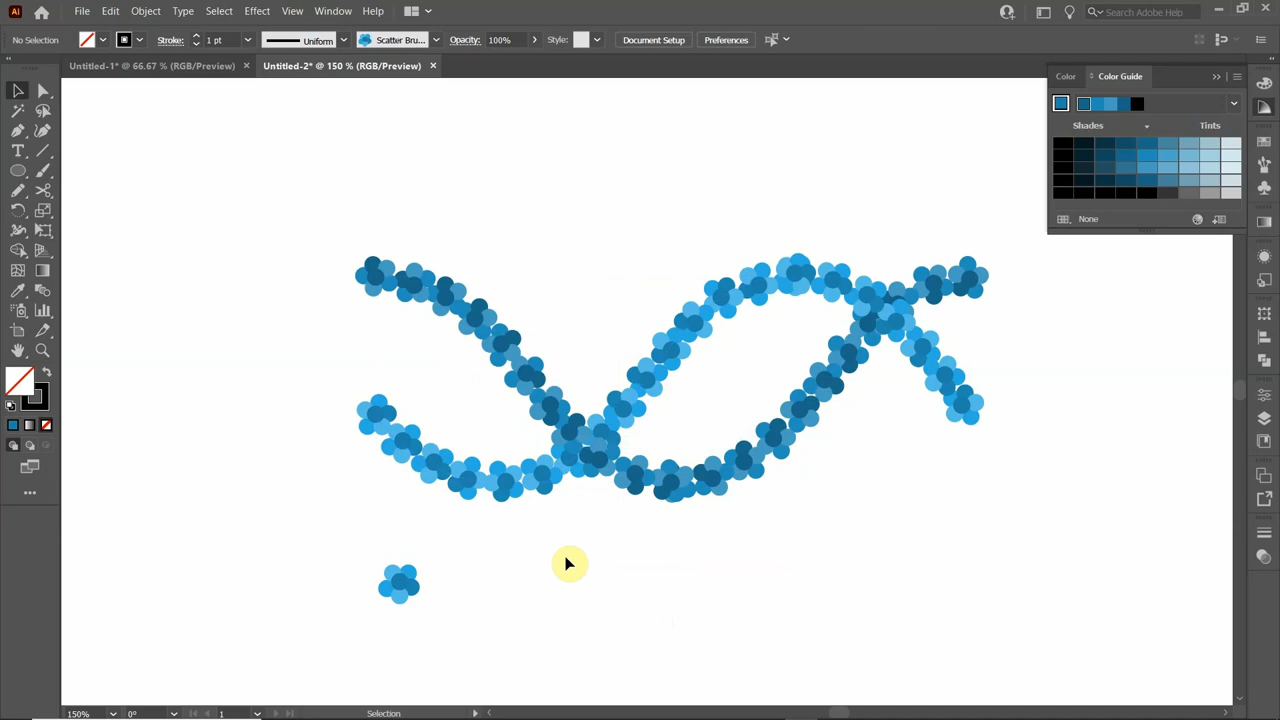 Ai File Edit Object Type Select Effect View Window Help Search Adobe Help
No Selection Stroke: 1 pt Uniform Scatter Bru... Opacity: 100% Style: Document Setup Preferences
Untitled-1* @ 66.67 % (RGB/Preview) Untitled-2* @ 150 % (RGB/Preview)
Color Color Guide
Shades Tints
None
150% 0° 1 Selection